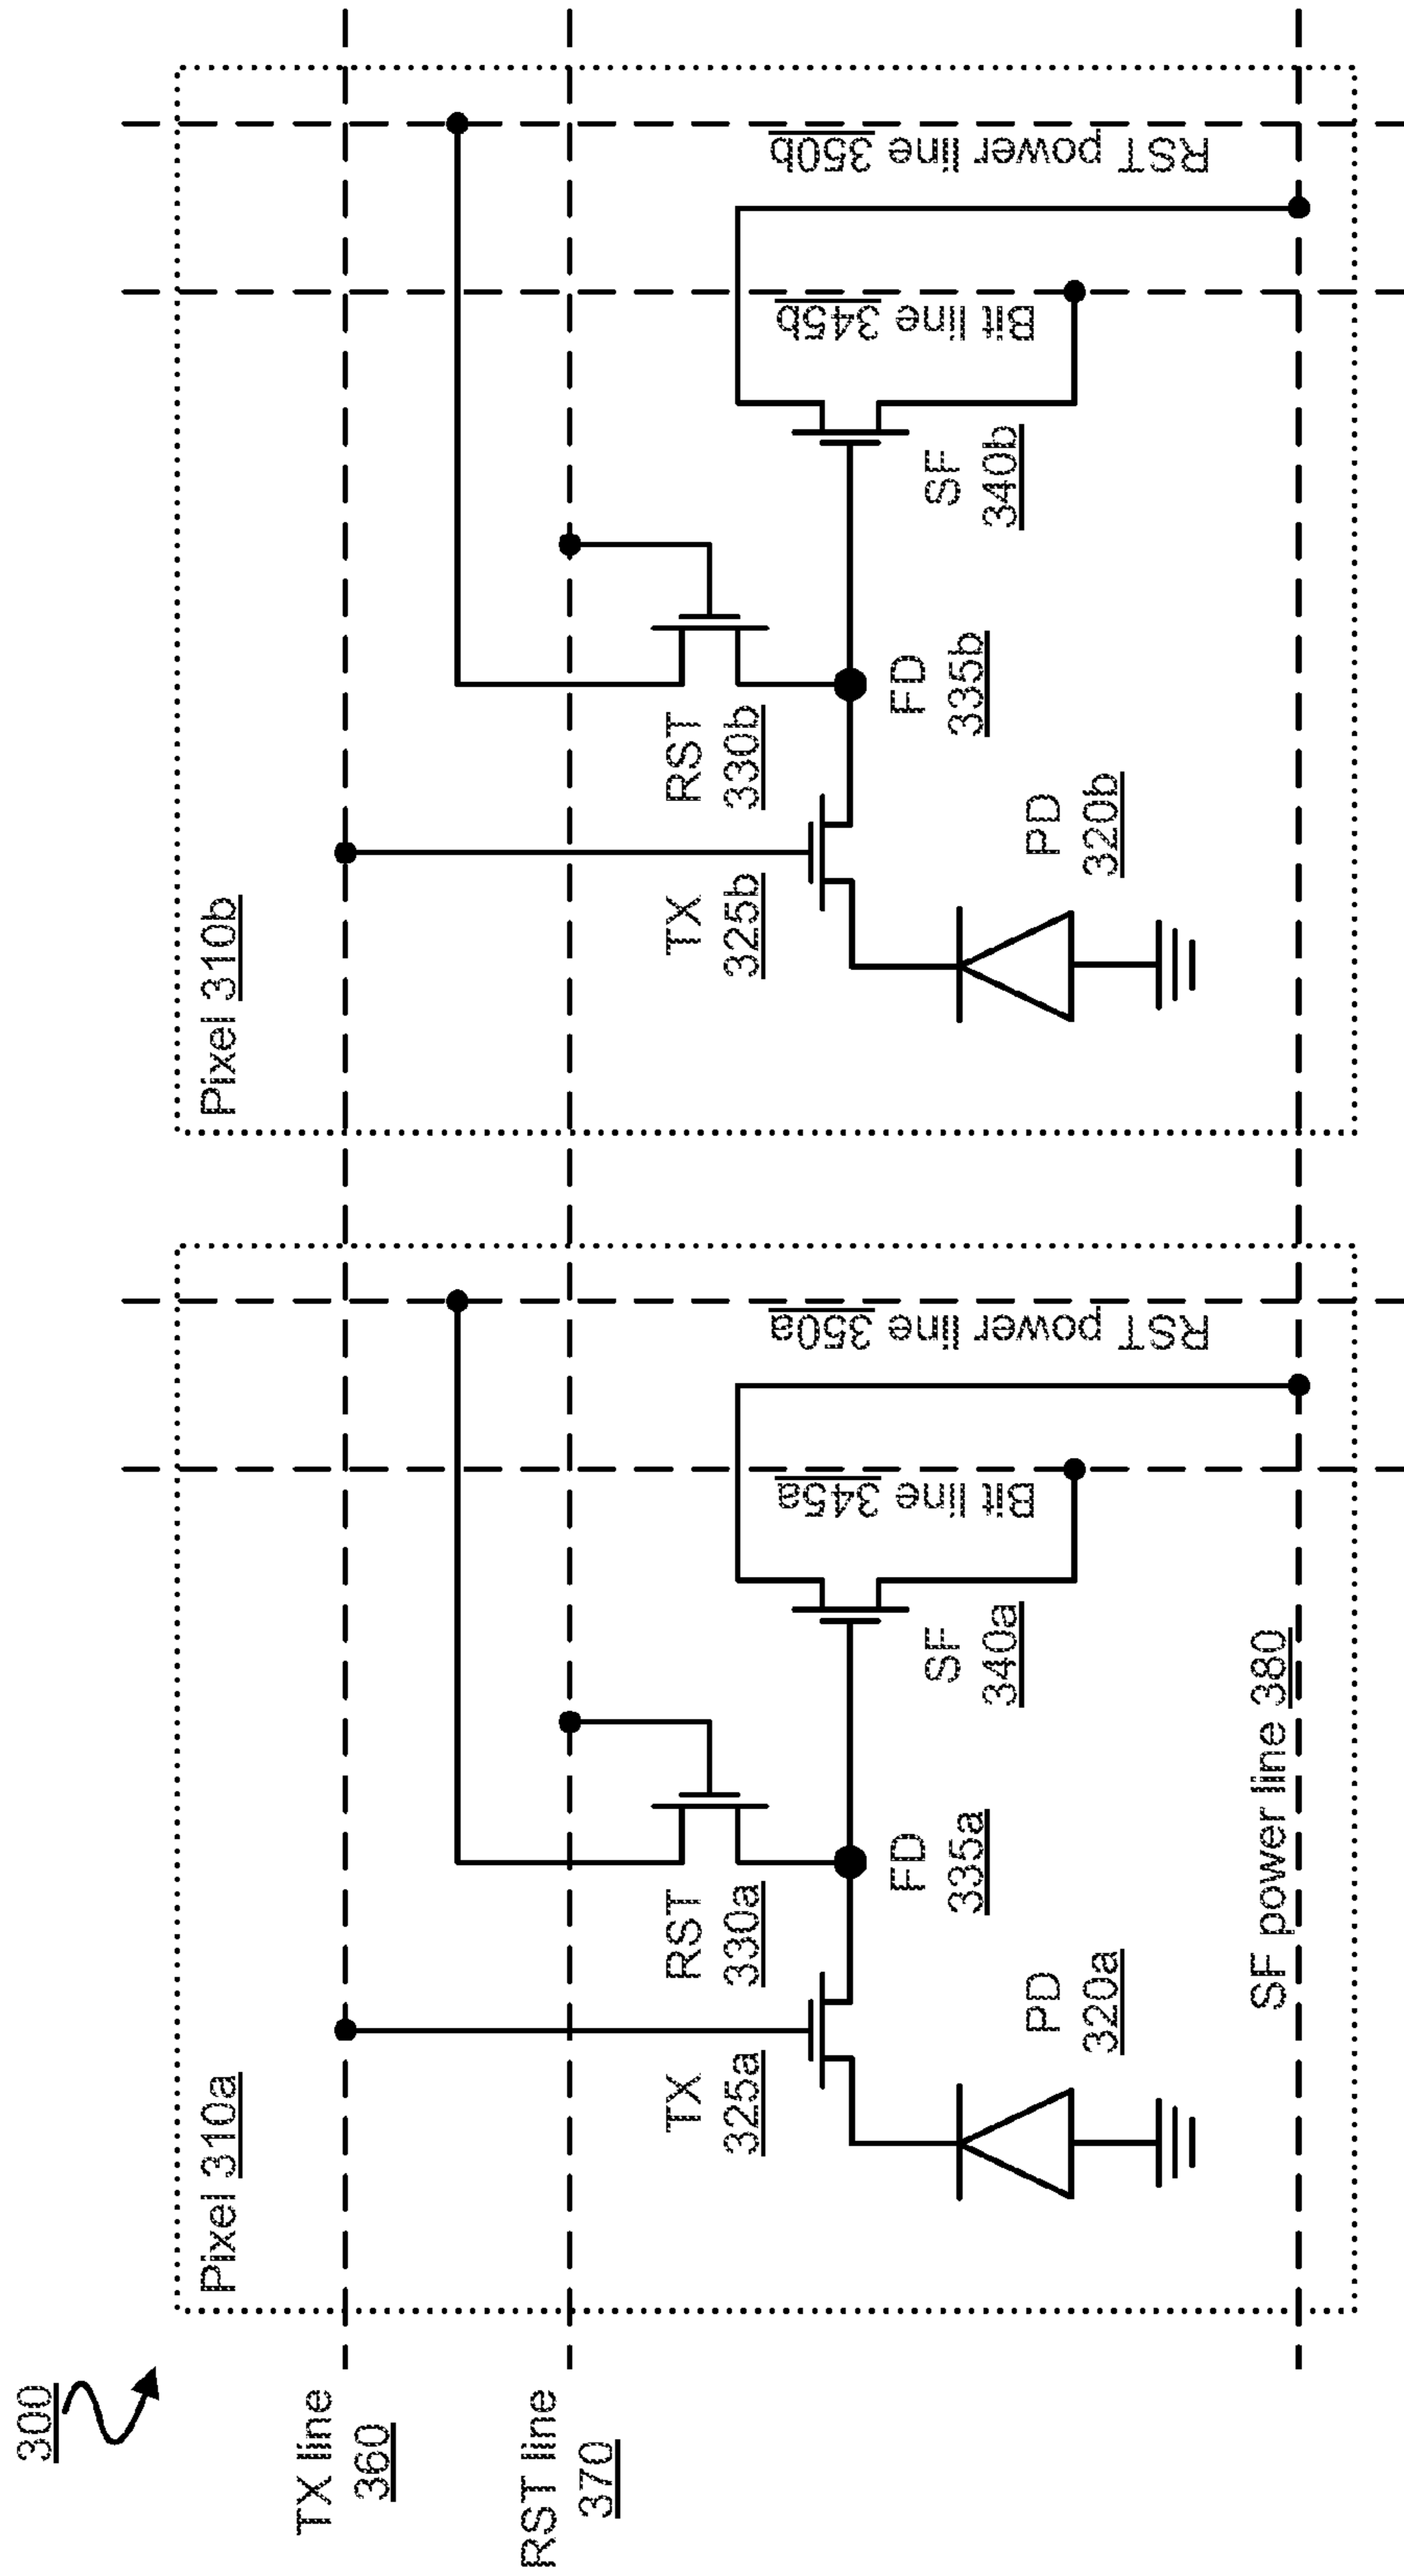 300
TX line
360
RST line
370
Pixel 310a
TX
325a
RST
330a
FD
335a
PD
320a
SF
340a
Bit line 345a
RST power line 350a
SF power line 380
Pixel 310b
TX
325b
RST
330b
FD
335b
PD
320b
SF
340b
Bit line 345b
RST power line 350b